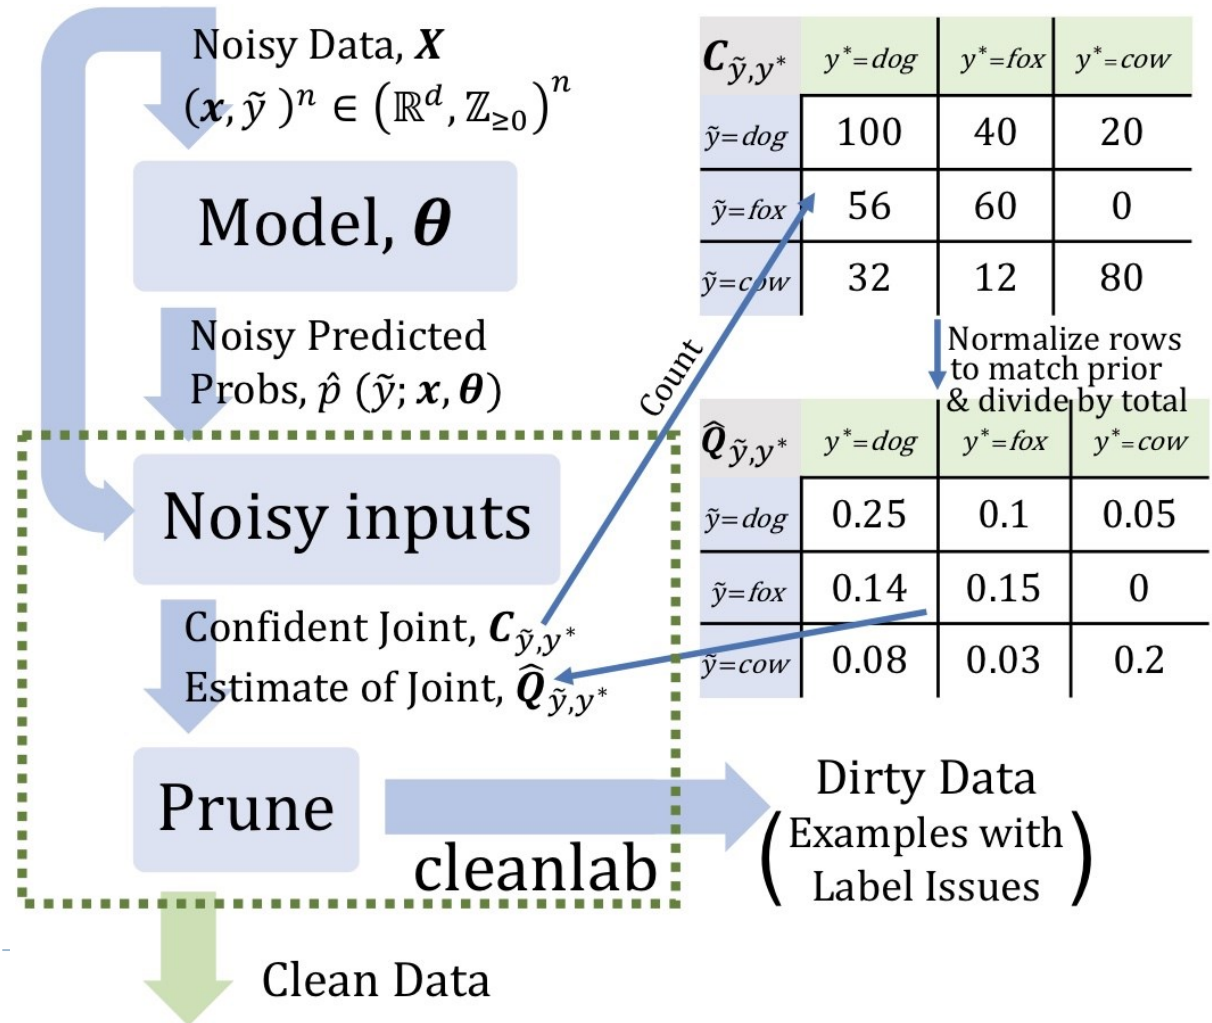 Noisy Data, X
(x, ỹ )ⁿ ∈ (ℝᵈ, ℤ≥0)ⁿ
Model, θ
Noisy Predicted
Probs, p̂ (ỹ; x, θ)
Noisy inputs
Confident Joint, C ỹ,y*
Estimate of Joint, Q̂ ỹ,y*
Prune
cleanlab
Clean Data
Dirty Data
(Examples with
Label Issues)
Count
C ỹ,y* y*=dog y*=fox y*=cow
ỹ=dog 100 40 20
ỹ=fox 56 60 0
ỹ=cow 32 12 80
Normalize rows
to match prior
& divide by total
Q̂ ỹ,y* y*=dog y*=fox y*=cow
ỹ=dog 0.25 0.1 0.05
ỹ=fox 0.14 0.15 0
ỹ=cow 0.08 0.03 0.2